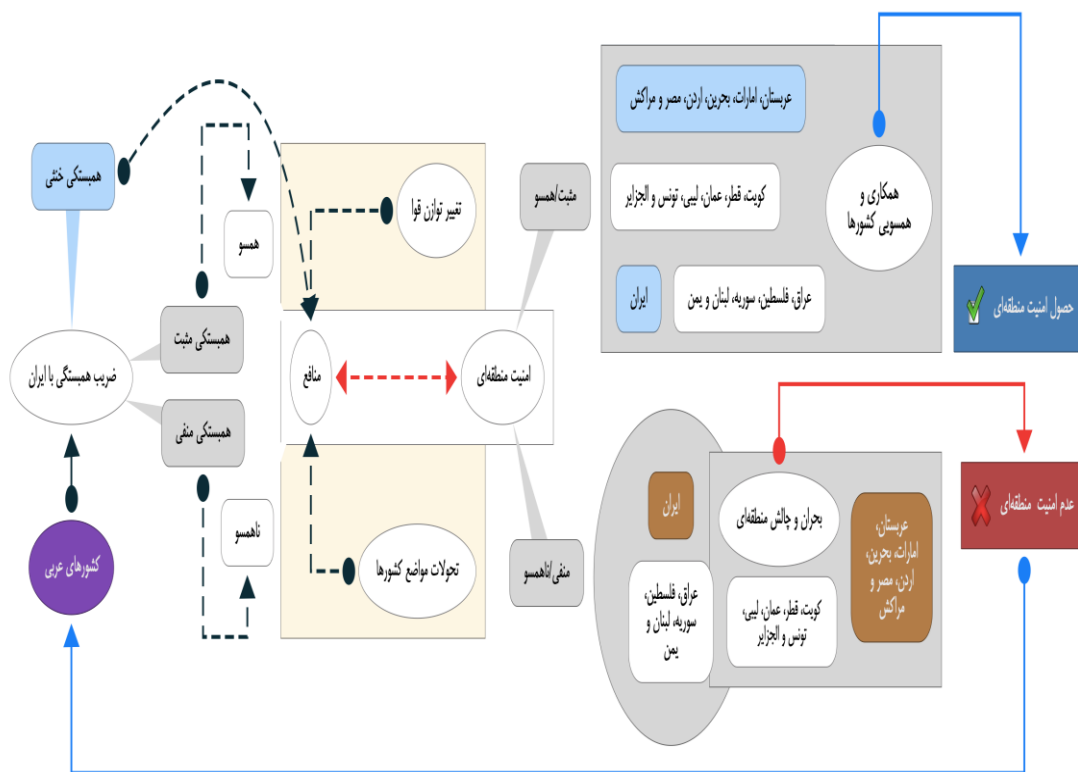 عربستان، امارات، بحرین، اردن، مصر و مراکش
کویت، قطر، عمان، لیبی، تونس و الجزایر
ایران
عراق، فلسطین، سوریه، لبنان و یمن
همکاری و
همسویی کشورها
حصول امنیت منطقه‌ای
همبستگی خنثی
همسو
تغییر توازن قوا
مثبت/همسو
ضریب همبستگی با ایران
همبستگی مثبت
همبستگی منفی
منافع
امنیت منطقه‌ای
ناهمسو
تحولات مواضع کشورها
منفی/ناهمسو
کشورهای عربی
ایران
عراق، فلسطین،
سوریه، لبنان و
یمن
بحران و چالش منطقه‌ای
کویت، قطر، عمان، لیبی،
تونس و الجزایر
عربستان،
امارات، بحرین،
اردن، مصر و
مراکش
عدم امنیت منطقه‌ای